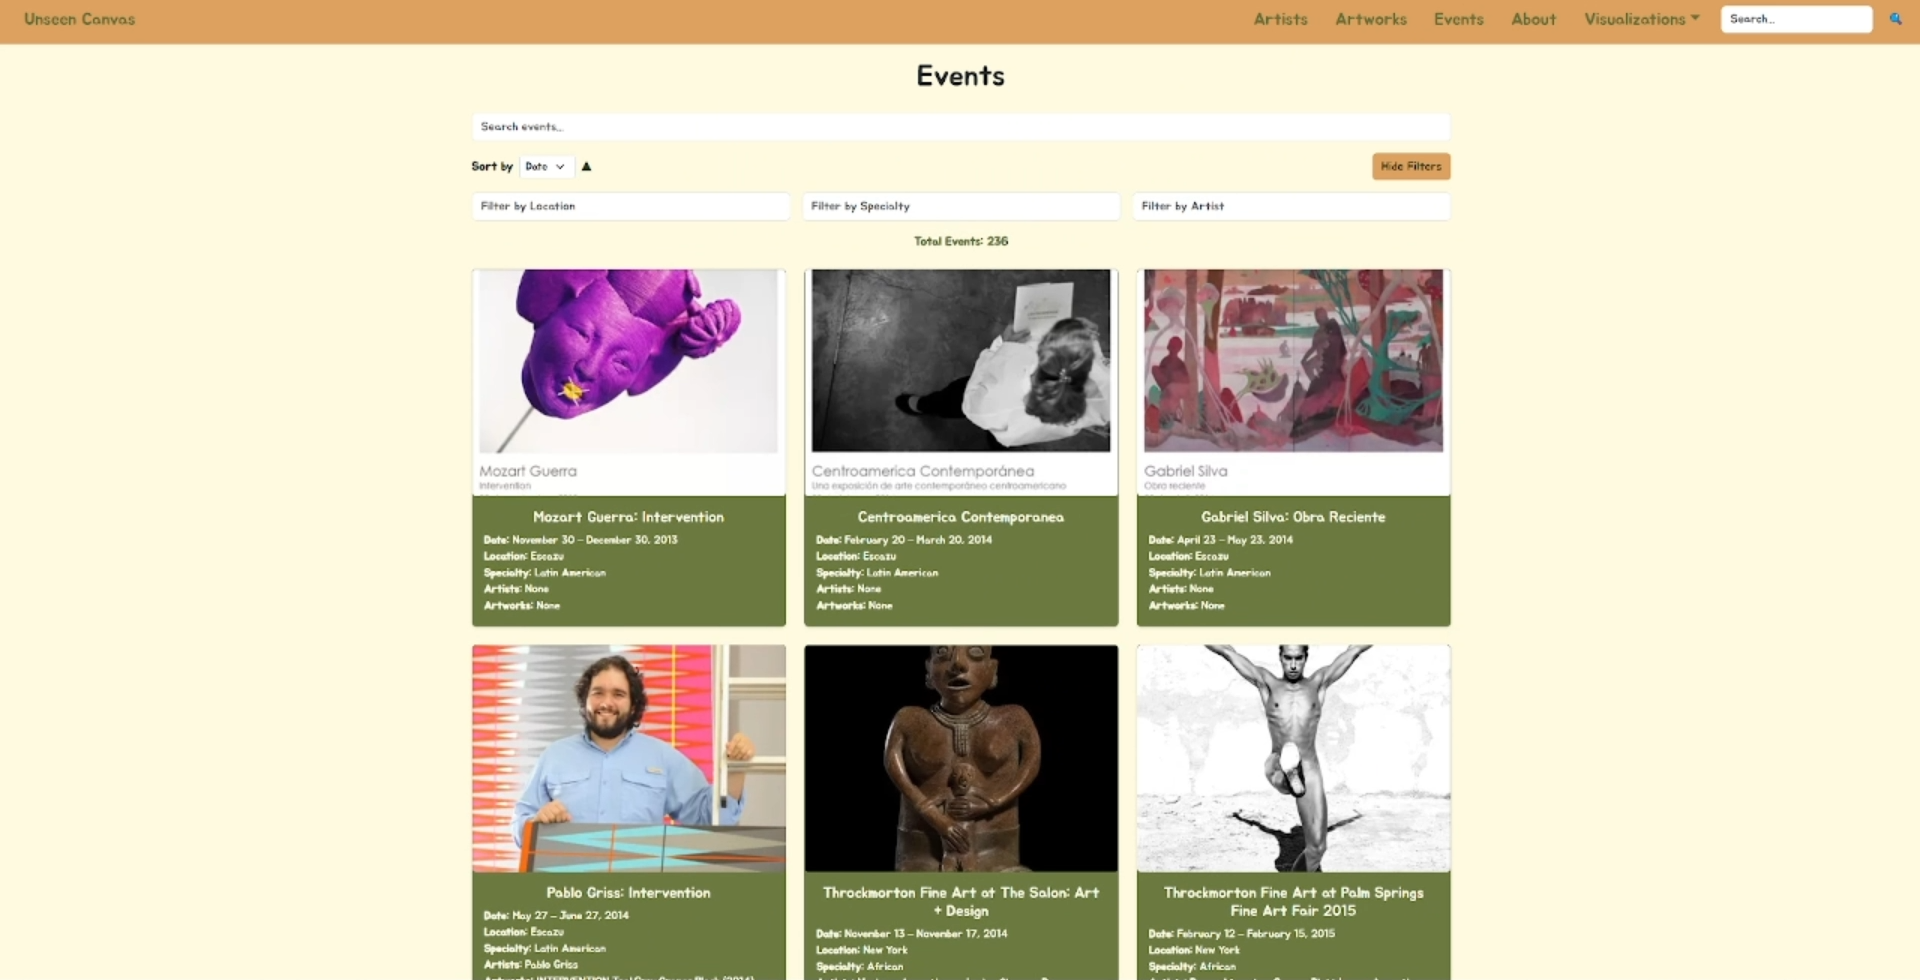 Unseen Canvas
Artists
Artworks
Events
About
Visualizations
Search..
Events
Search events...
Sort by
Date
Hide Filters
Filter by Location
Filter by Specialty
Filter by Artist
Total Events: 236
Mozart Guerra
Intervention
Mozart Guerra: Intervention
Date: November 30 – December 30, 2013
Location: Escazu
Specialty: Latin American
Artists: None
Artworks: None
Centroamerica Contemporánea
Una exposición de arte contemporáneo centroamericano
Centroamerica Contemporanea
Date: February 20 – March 20, 2014
Location: Escazu
Specialty: Latin American
Artists: None
Artworks: None
Gabriel Silva
Obra reciente
Gabriel Silva: Obra Reciente
Date: April 23 – May 23, 2014
Location: Escazu
Specialty: Latin American
Artists: None
Artworks: None
Pablo Griss: Intervention
Date: May 27 – June 27, 2014
Location: Escazu
Specialty: Latin American
Artists: Pablo Griss
Throckmorton Fine Art at The Salon: Art
+ Design
Date: November 13 – November 17, 2014
Location: New York
Specialty: African
Throckmorton Fine Art at Palm Springs
Fine Art Fair 2015
Date: February 12 – February 15, 2015
Location: New York
Specialty: African